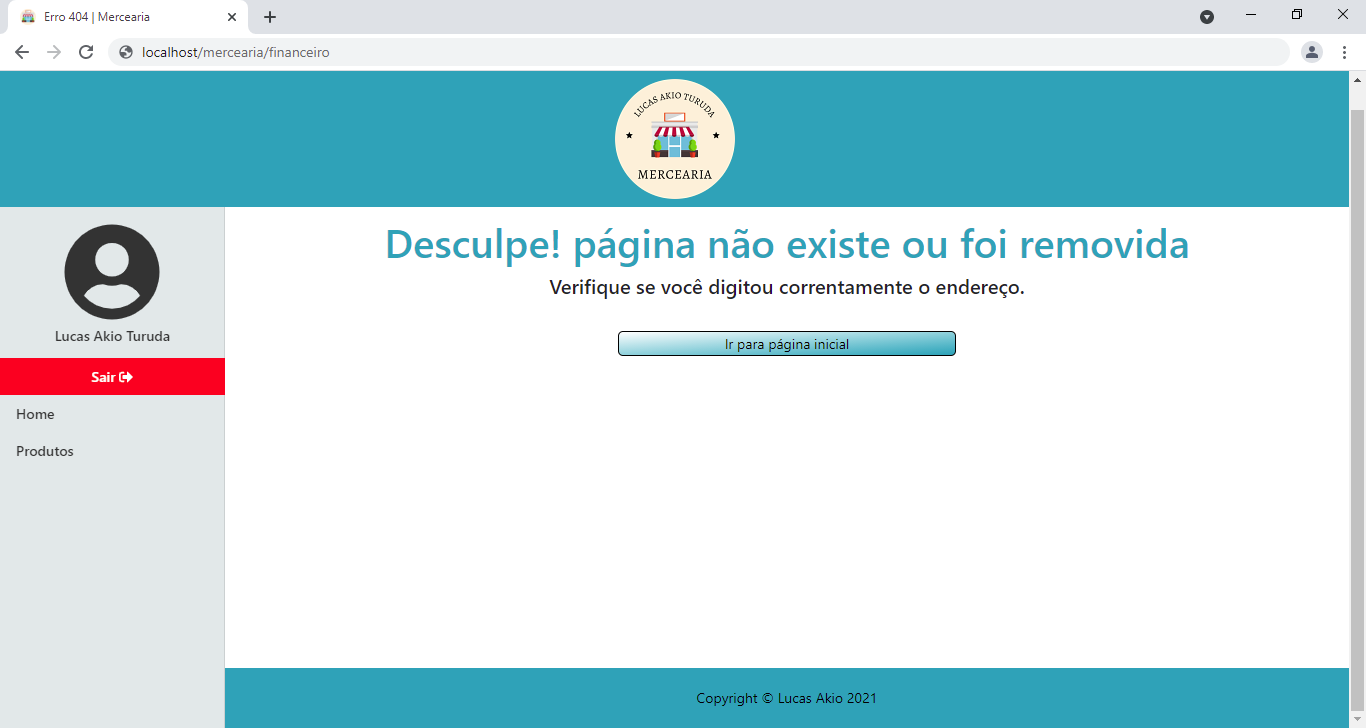 Erro 404 | Mercearia
localhost/mercearia/financeiro
LUCAS AKIO TURUDA
MERCEARIA
Lucas Akio Turuda
Sair
Home
Produtos
Desculpe! página não existe ou foi removida
Verifique se você digitou correntamente o endereço.
Ir para página inicial
Copyright © Lucas Akio 2021